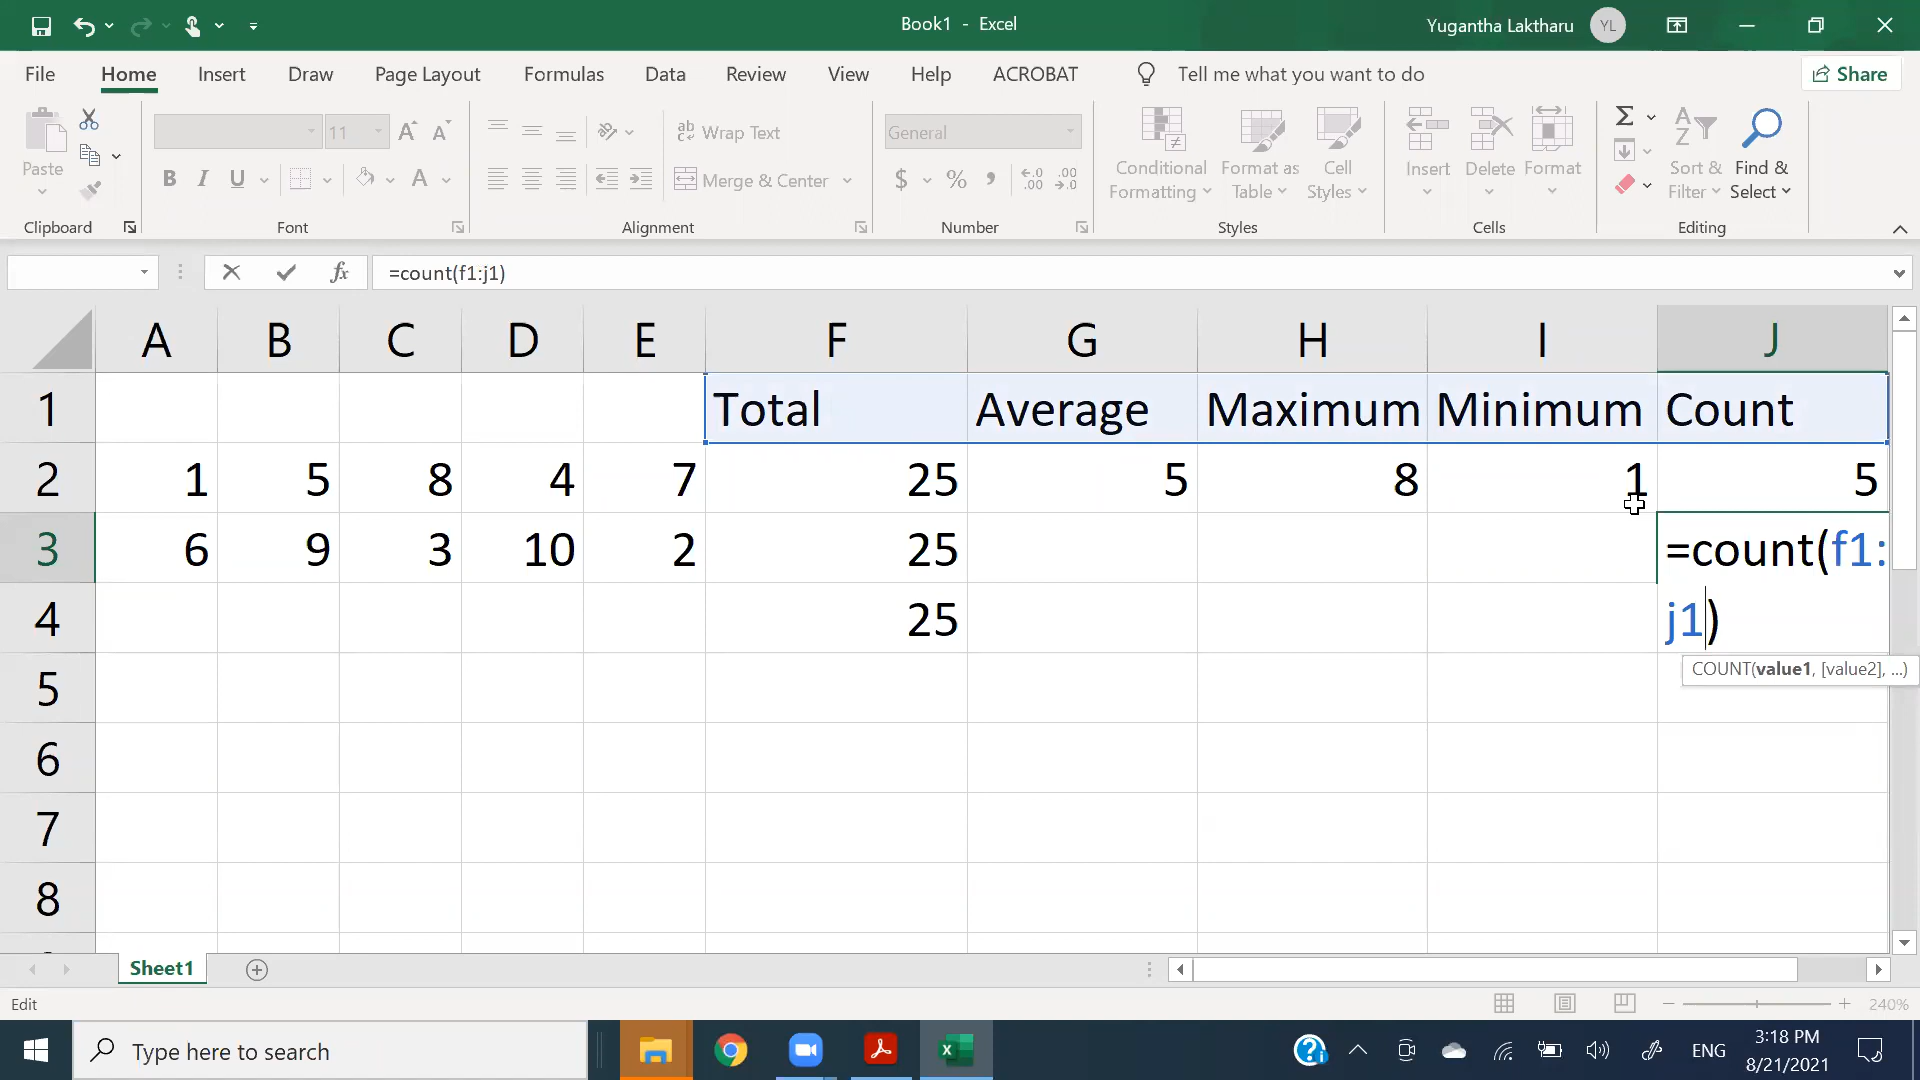 Book1 - Excel
Yugantha Laktharu YL
File Home Insert Draw Page Layout Formulas Data Review View Help ACROBAT Tell me what you want to do Share
Paste
11
B I U
Wrap Text
Merge & Center
General
$ % ,
Conditional Formatting
Format as Table
Cell Styles
Insert Delete Format
Sort & Filter
Find & Select
Clipboard Font Alignment Number Styles Cells Editing
fx =count(f1:j1)
A B C D E F G H I J
1 Total Average Maximum Minimum Count
2 1 5 8 4 7 25 5 8 1 5
3 6 9 3 10 2 25 =count(f1:
4 25 j1)
COUNT(value1, [value2], ...)
5
6
7
8
Sheet1
Edit
240%
Type here to search
ENG
3:18 PM
8/21/2021